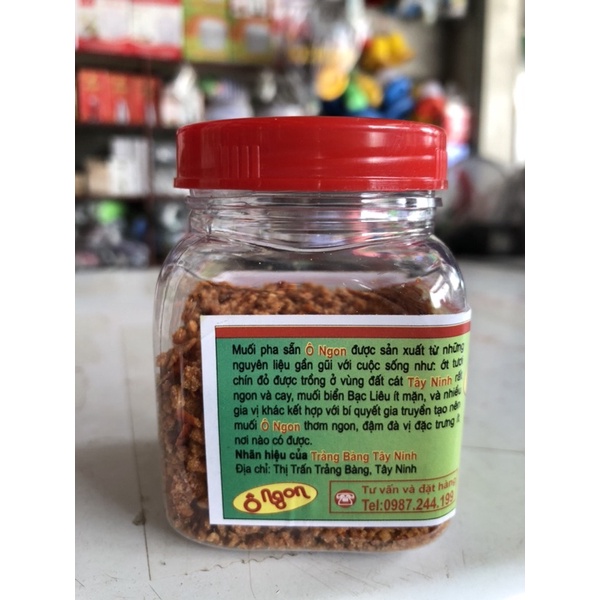 Muối pha sẵn Ô Ngon được sản xuất từ những
nguyên liệu gần gũi với cuộc sống như: ớt tươi
chín đỏ được trồng ở vùng đất cát Tây Ninh rất
ngon và cay, muối biển Bạc Liêu ít mặn, và nhiều
gia vị khác kết hợp với bí quyết gia truyền tạo nên
muối Ô Ngon thơm ngon, đậm đà vị đặc trưng ít
nơi nào có được.
Nhãn hiệu của Trảng Bàng Tây Ninh
Địa chỉ: Thị Trấn Trảng Bàng, Tây Ninh
Ô Ngon
Tư vấn và đặt hàng
Tel:0987.244.199